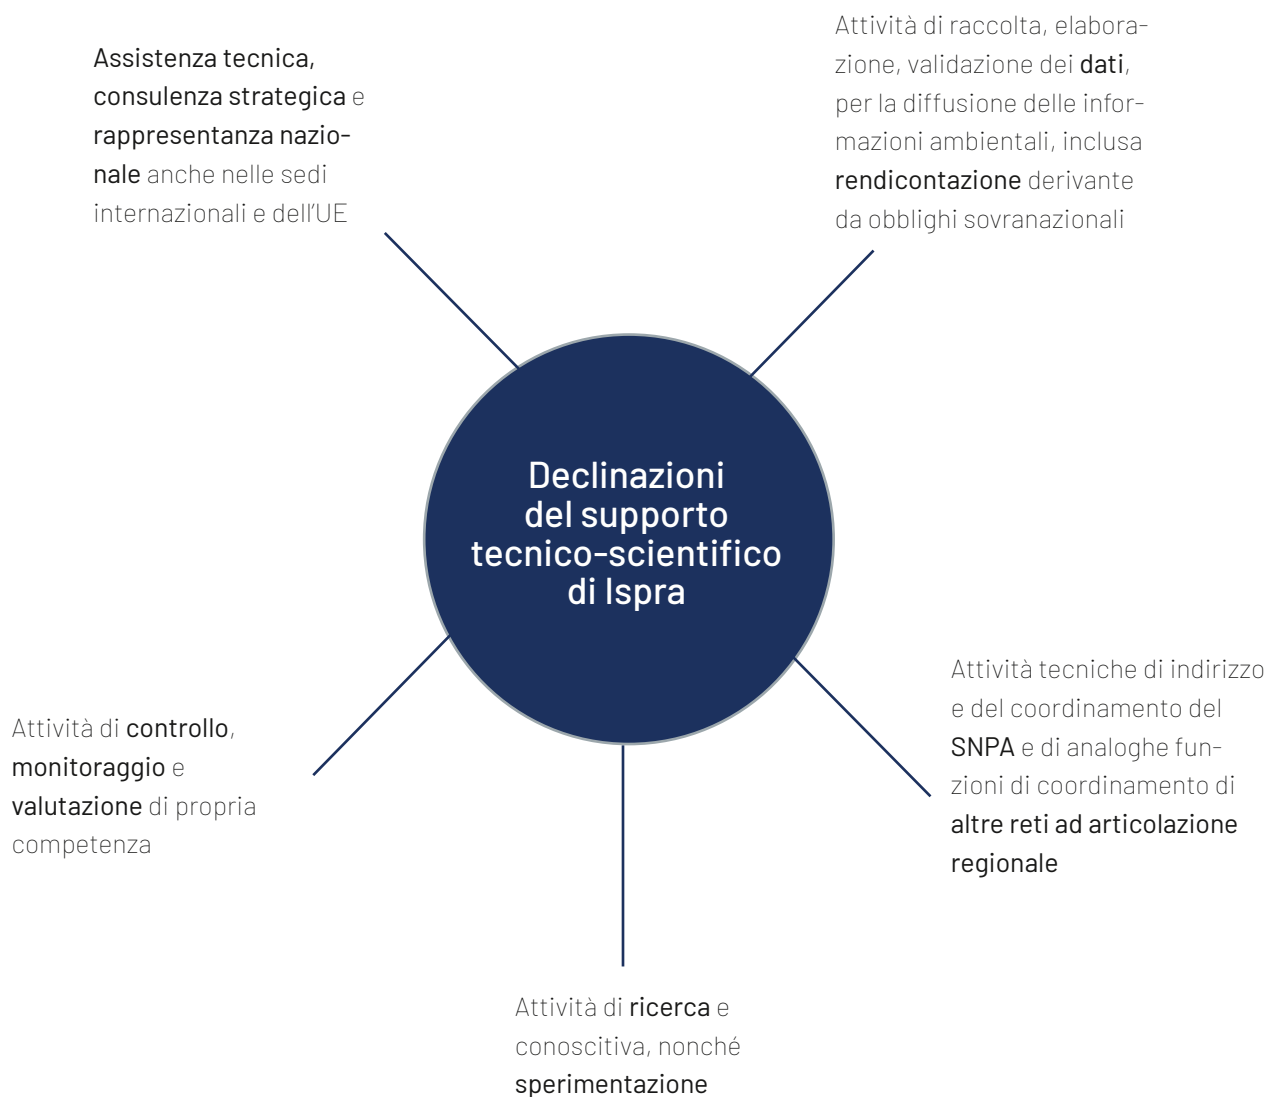 Assistenza tecnica,
consulenza strategica e
rappresentanza nazio-
nale anche nelle sedi
internazionali e dell'UE
Attività di raccolta, elabora-
zione, validazione dei dati,
per la diffusione delle infor-
mazioni ambientali, inclusa
rendicontazione derivante
da obblighi sovranazionali
Declinazioni
del supporto
tecnico-scientifico
di Ispra
Attività di controllo,
monitoraggio e
valutazione di propria
competenza
Attività tecniche di indirizzo
e del coordinamento del
SNPA e di analoghe fun-
zioni di coordinamento di
altre reti ad articolazione
regionale
Attività di ricerca e
conoscitiva, nonché
sperimentazione